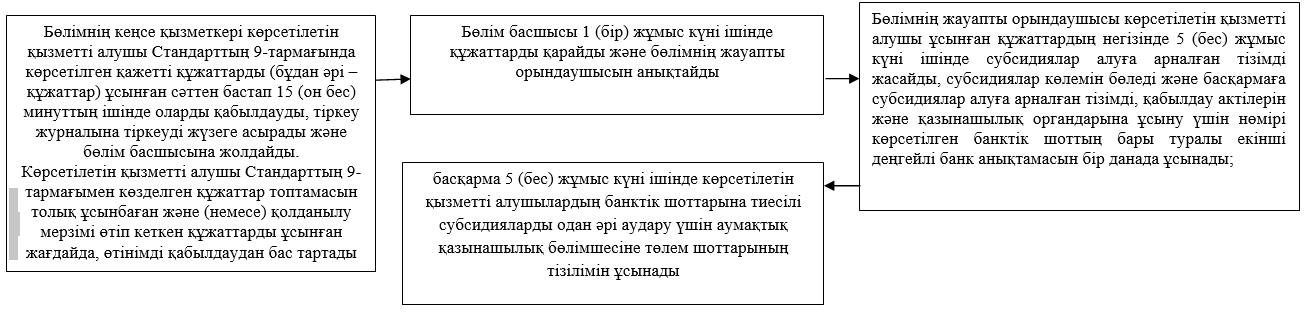 Бөлімнің кеңсе қызметкері көрсетілетін
қызметті алушы Стандарттың 9-тармағында
көрсетілген қажетті құжаттарды (бұдан әрі –
құжаттар) ұсынған сәттен бастап 15 (он бес)
минуттың ішінде оларды қабылдауды, тіркеу
журналына тіркеуді жүзеге асырады және
бөлім басшысына жолдайды.
Көрсетілетін қызметті алушы Стандарттың 9-
тармағымен көзделген құжаттар топтамасын
толық ұсынбаған және (немесе) қолданылу
мерзімі өтіп кеткен құжаттарды ұсынған
жағдайда, өтінімді қабылдаудан бас тартады
Бөлім басшысы 1 (бір) жұмыс күні ішінде
құжаттарды қарайды және бөлімнің жауапты
орындаушысын анықтайды
Бөлімнің жауапты орындаушысы көрсетілетін қызметті
алушы ұсынған құжаттардың негізінде 5 (бес) жұмыс
күні ішінде субсидиялар алуға арналған тізімді
жасайды, субсидиялар көлемін бөледі және басқармаға
субсидиялар алуға арналған тізімді, қабылдау актілерін
және қазынашылық органдарына ұсыну үшін нөмірі
көрсетілген банктік шоттың бары туралы екінші
деңгейлі банк анықтамасын бір данада ұсынады;
басқарма 5 (бес) жұмыс күні ішінде көрсетілетін
қызметті алушылардың банктік шоттарына тиесілі
субсидияларды одан әрі аудару үшін аумақтық
қазынашылық бөлімшесіне төлем шоттарының
тізілімін ұсынады